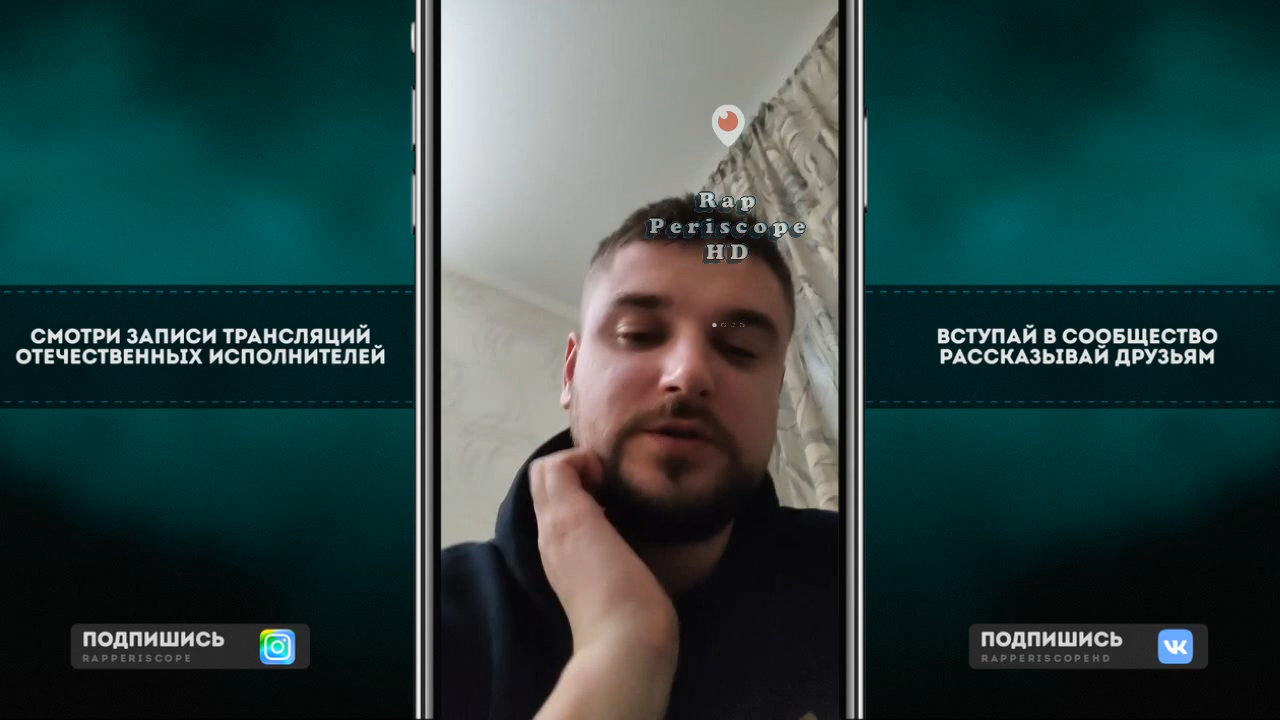 Rap
Periscope
HD
СМОТРИ ЗАПИСИ ТРАНСЛЯЦИЙ
ОТЕЧЕСТВЕННЫХ ИСПОЛНИТЕЛЕЙ
ВСТУПАЙ В СООБЩЕСТВО
РАССКАЗЫВАЙ ДРУЗЬЯМ
ПОДПИШИСЬ
RAPPERISCOPE
ПОДПИШИСЬ
RAPPERISCOPEHD